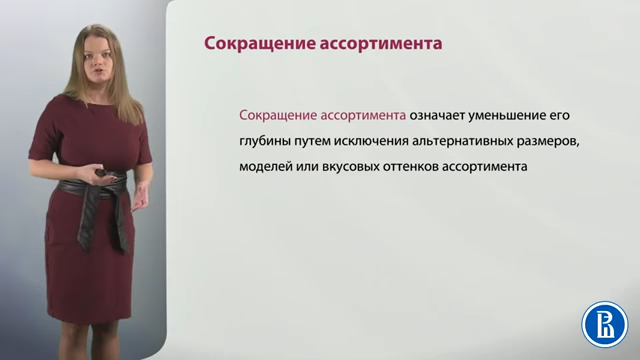 Сокращение ассортимента
Сокращение ассортимента означает уменьшение его
глубины путем исключения альтернативных размеров,
моделей или вкусовых оттенков ассортимента